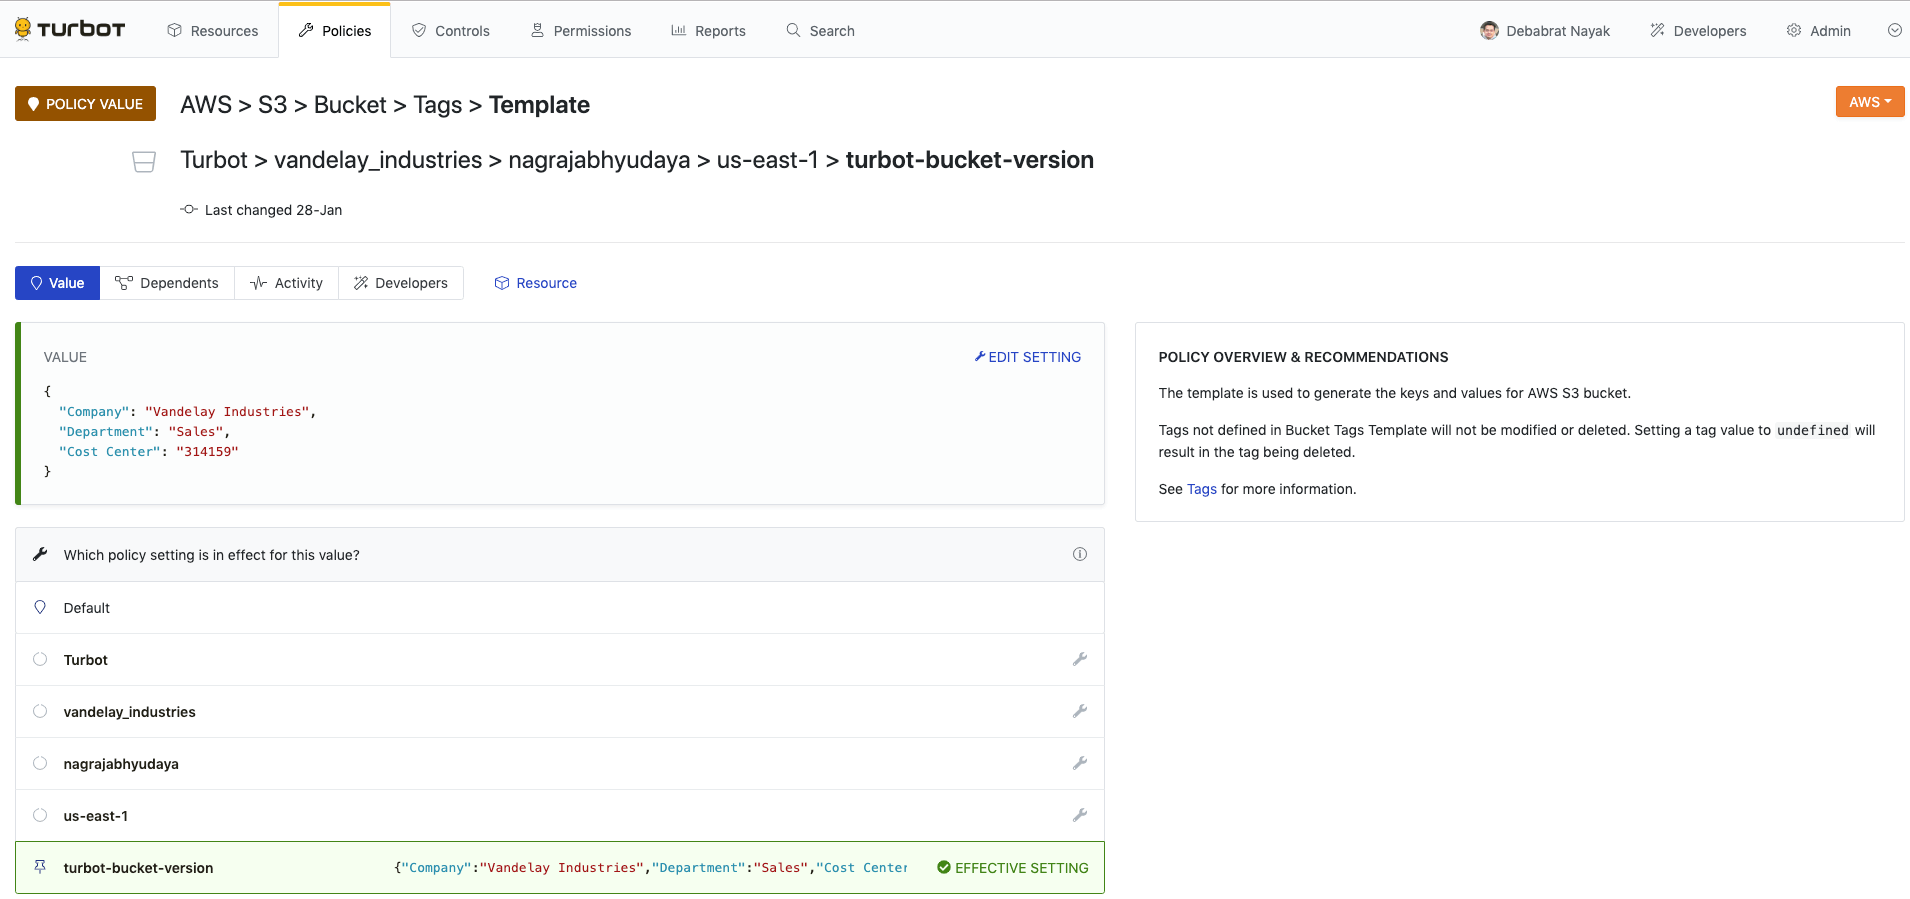 TURBOT
Resources
Policies
Controls
Permissions
Reports
Search
Debabrat Nayak
Developers
Admin
POLICY VALUE
AWS > S3 > Bucket > Tags > Template
AWS
Turbot > vandelay_industries > nagrajabhyudaya > us-east-1 > turbot-bucket-version
Last changed 28-Jan
Value
Dependents
Activity
Developers
Resource
VALUE
EDIT SETTING
{
"Company": "Vandelay Industries",
"Department": "Sales",
"Cost Center": "314159"
}
POLICY OVERVIEW & RECOMMENDATIONS
The template is used to generate the keys and values for AWS S3 bucket.
Tags not defined in Bucket Tags Template will not be modified or deleted. Setting a tag value to undefined will
result in the tag being deleted.
See Tags for more information.
Which policy setting is in effect for this value?
Default
Turbot
vandelay_industries
nagrajabhyudaya
us-east-1
turbot-bucket-version
{"Company":"Vandelay Industries","Department":"Sales","Cost Center
EFFECTIVE SETTING